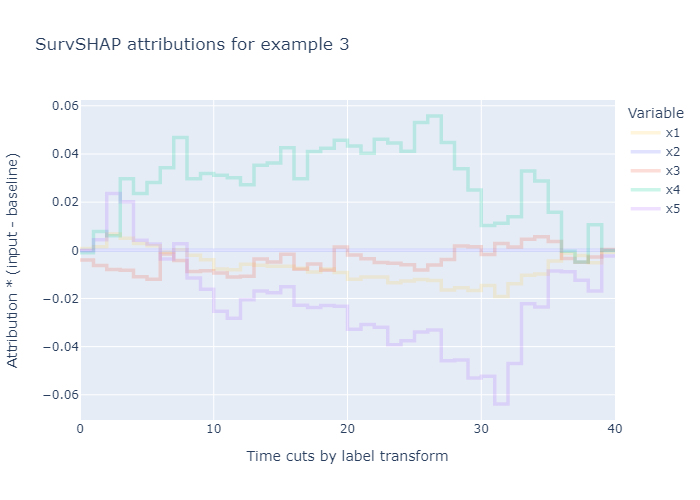 SurvSHAP attributions for example 3
Attribution * (input - baseline)
0.06
0.04
0.02
0
−0.02
−0.04
−0.06
0 10 20 30 40
Time cuts by label transform
Variable
x1
x2
x3
x4
x5